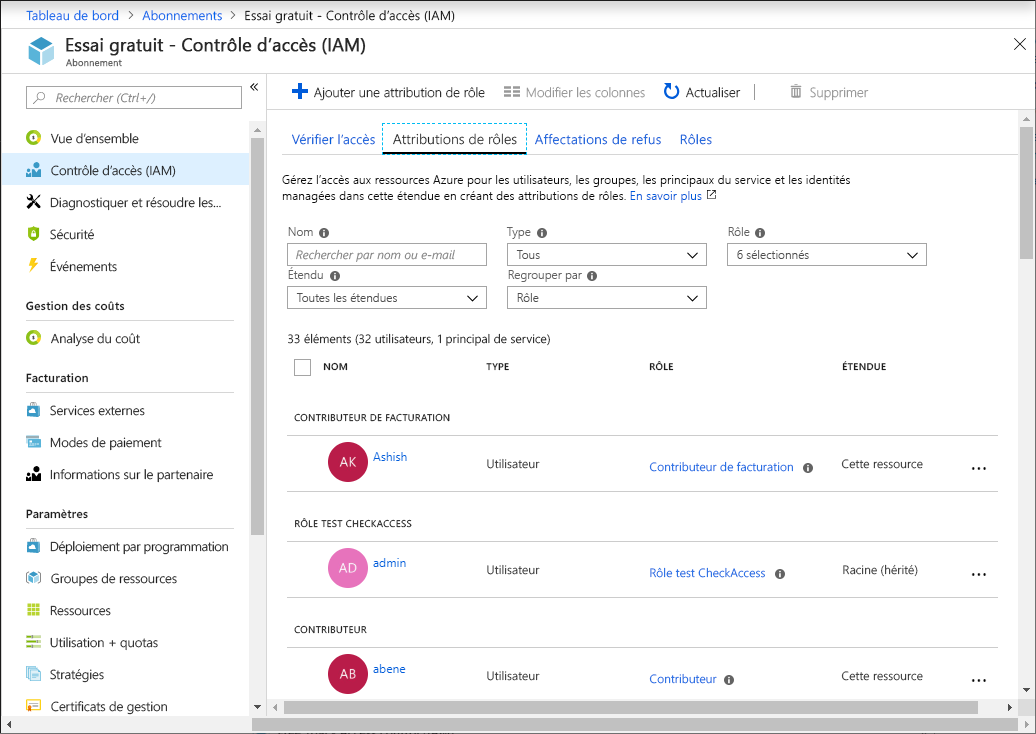 Tableau de bord > Abonnements > Essai gratuit - Contrôle d'accès (IAM)
Essai gratuit - Contrôle d'accès (IAM)
Abonnement
Rechercher (Ctrl+/)
«
Vue d'ensemble
Contrôle d'accès (IAM)
Diagnostiquer et résoudre les...
Sécurité
Événements
Gestion des coûts
Analyse du coût
Facturation
Services externes
Modes de paiement
Informations sur le partenaire
Paramètres
Déploiement par programmation
Groupes de ressources
Ressources
Utilisation + quotas
Stratégies
Certificats de gestion
Ajouter une attribution de rôle Modifier les colonnes Actualiser Supprimer
Vérifier l'accès Attributions de rôles Affectations de refus Rôles
Gérez l'accès aux ressources Azure pour les utilisateurs, les groupes, les principaux du service et les identités
managées dans cette étendue en créant des attributions de rôles. En savoir plus
Nom Type Rôle
Rechercher par nom ou e-mail Tous 6 sélectionnés
Étendu Regrouper par
Toutes les étendues Rôle
33 éléments (32 utilisateurs, 1 principal de service)
NOM TYPE RÔLE ÉTENDUE
CONTRIBUTEUR DE FACTURATION
AK Ashish Utilisateur Contributeur de facturation Cette ressource ...
RÔLE TEST CHECKACCESS
AD admin Utilisateur Rôle test CheckAccess Racine (hérité) ...
CONTRIBUTEUR
AB abene Utilisateur Contributeur Cette ressource ...